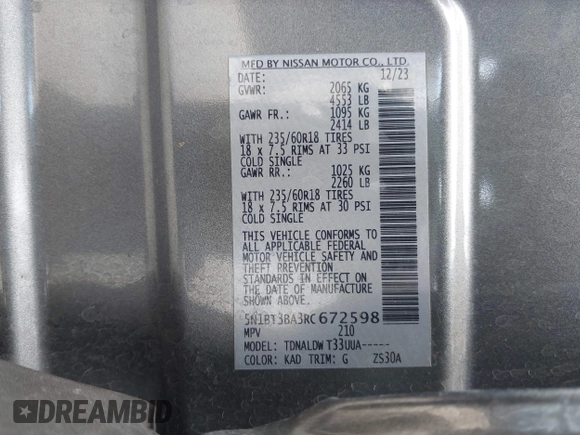 MFD BY NISSAN MOTOR CO., LTD.
DATE: 12/23
GVWR: 2065 KG
4553 LB
GAWR FR.: 1095 KG
2414 LB
WITH 235/60R18 TIRES
18 x 7.5 RIMS AT 33 PSI
COLD SINGLE
GAWR RR.: 1025 KG
2260 LB
WITH 235/60R18 TIRES
18 x 7.5 RIMS AT 30 PSI
COLD SINGLE
THIS VEHICLE CONFORMS TO
ALL APPLICABLE FEDERAL
MOTOR VEHICLE SAFETY AND
THEFT PREVENTION
STANDARDS IN EFFECT ON
THE DATE OF MANUFACTURE
SHOWN ABOVE.
5N1BT3BA3RC672598
MPV 210
MODEL: TDNALDW T33UUA-----
COLOR: KAD TRIM: G ZS30A
DREAMBID